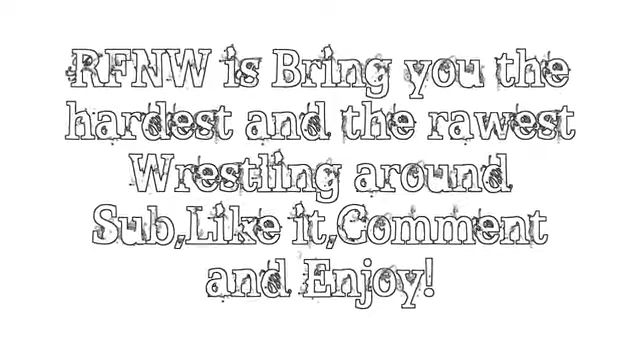 RFNW is Bring you the
hardest and the rawest
Wrestling around
Sub,Like it,Comment
and Enjoy!